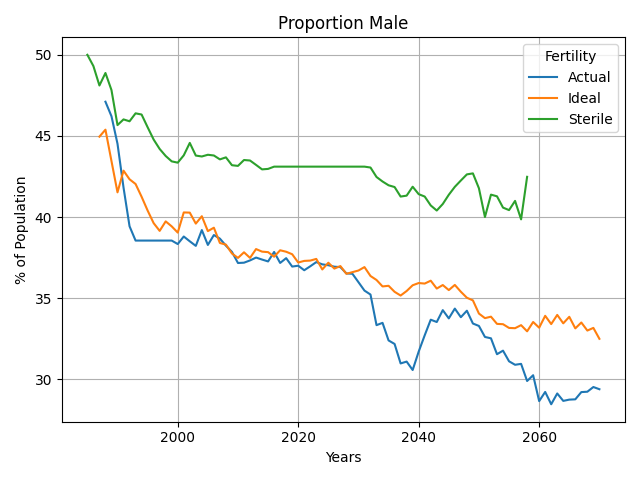 Proportion Male
% of Population
50
45
40
35
30
Fertility
Actual
Ideal
Sterile
2000
2020
2040
2060
Years